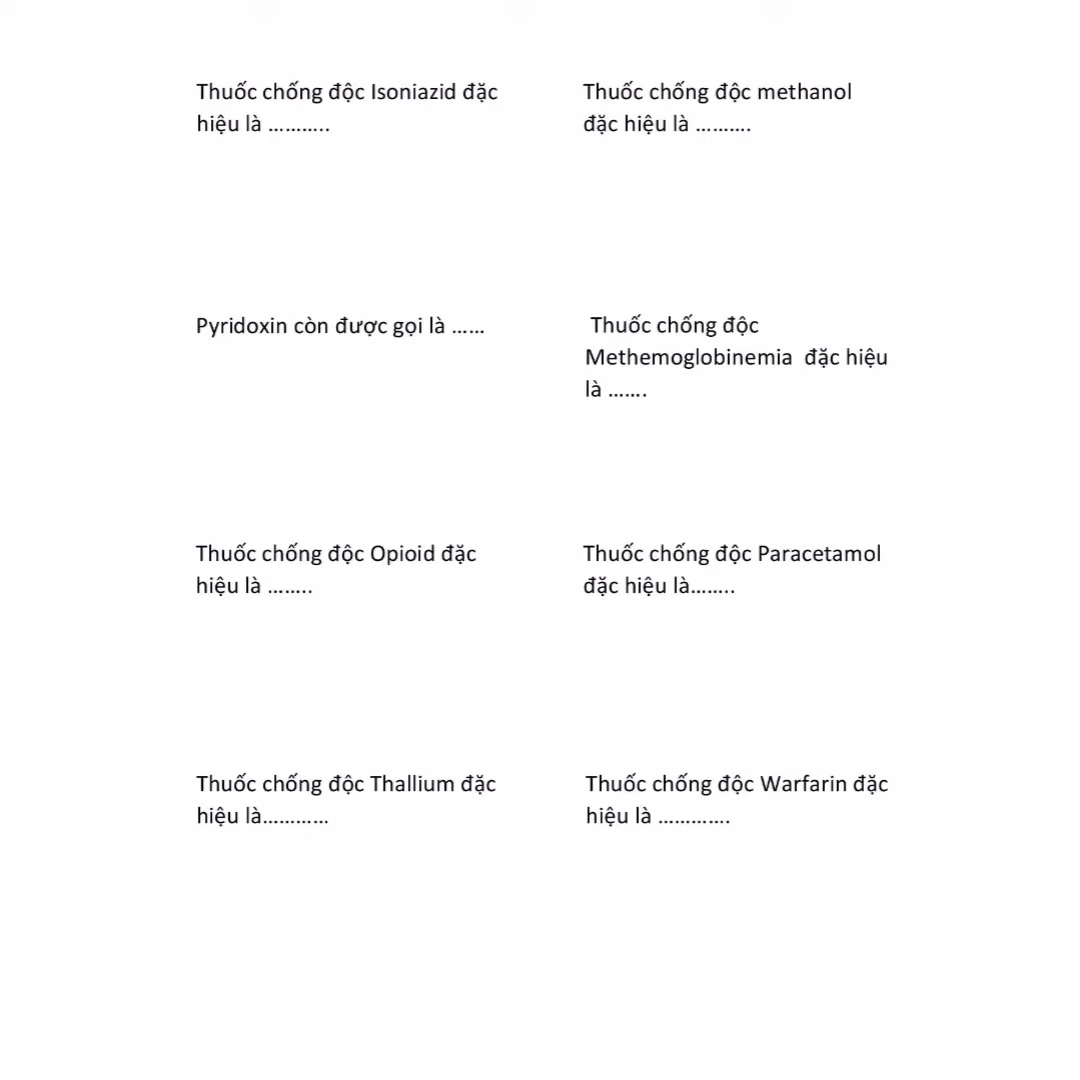 Thuốc chống độc Isoniazid đặc
hiệu là ………..
Thuốc chống độc methanol
đặc hiệu là ……….
Pyridoxin còn được gọi là ……
Thuốc chống độc
Methemoglobinemia  đặc hiệu
là …….
Thuốc chống độc Opioid đặc
hiệu là ……..
Thuốc chống độc Paracetamol
đặc hiệu là……..
Thuốc chống độc Thallium đặc
hiệu là…………
Thuốc chống độc Warfarin đặc
hiệu là ………….